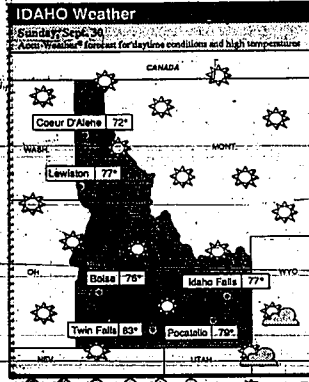 IDAHO Weather
Sunday, Sept. 30
Accu-Weather® forecast for daytime conditions and high temperatures
CANADA
Coeur D'Alene 72°
WASH.
MONT.
Lewiston 77°
OH
Boise 76°
Idaho Falls 77°
WYO.
Twin Falls 83°
Pocatello 79°
NEV.
UTAH